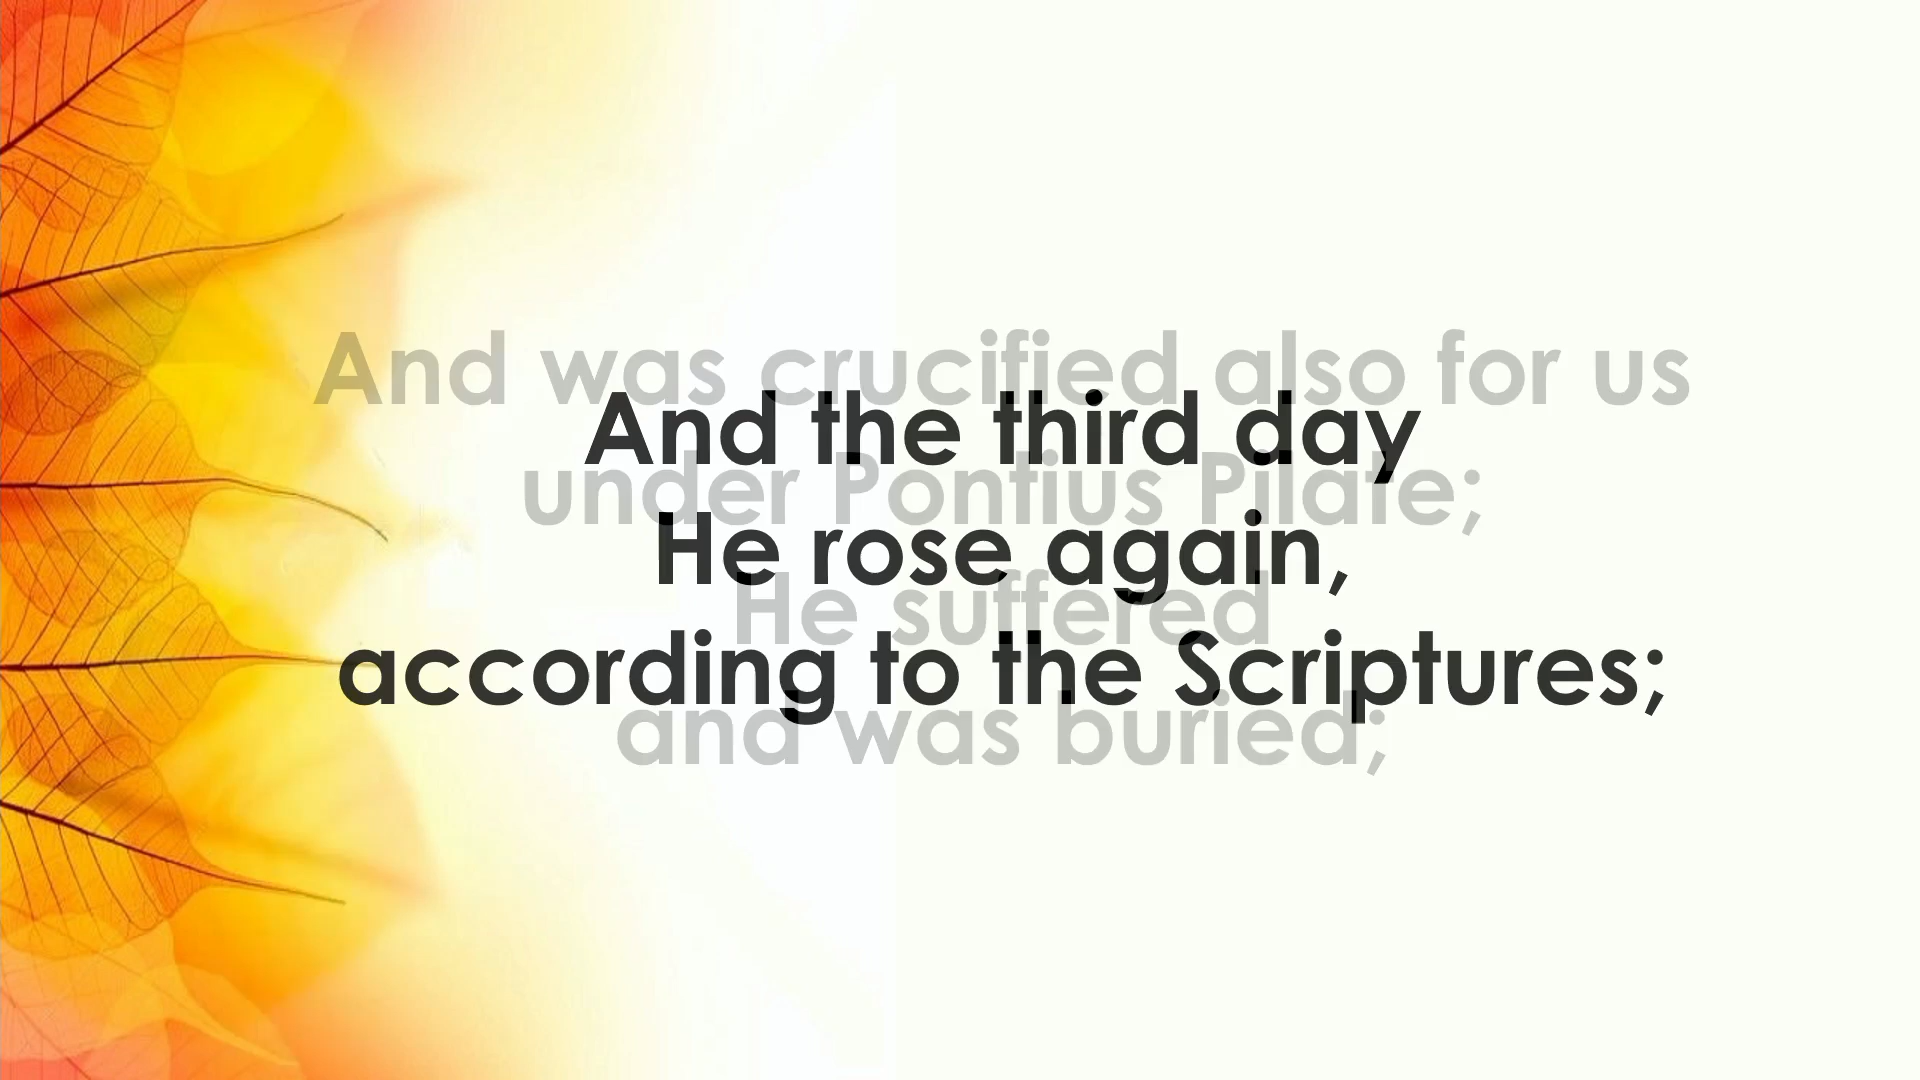 And was crucified also for us
under Pontius Pilate;
He suffered
and was buried;
And the third day
He rose again,
according to the Scriptures;